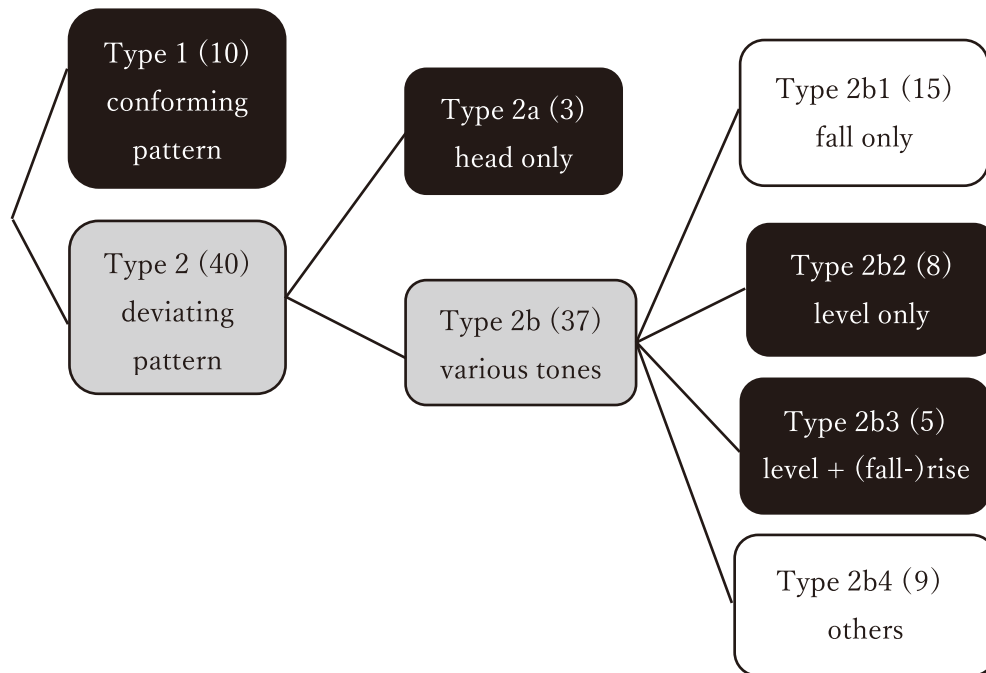 Type 1 (10)
conforming
pattern
Type 2 (40)
deviating
pattern
Type 2a (3)
head only
Type 2b (37)
various tones
Type 2b1 (15)
fall only
Type 2b2 (8)
level only
Type 2b3 (5)
level + (fall-)rise
Type 2b4 (9)
others